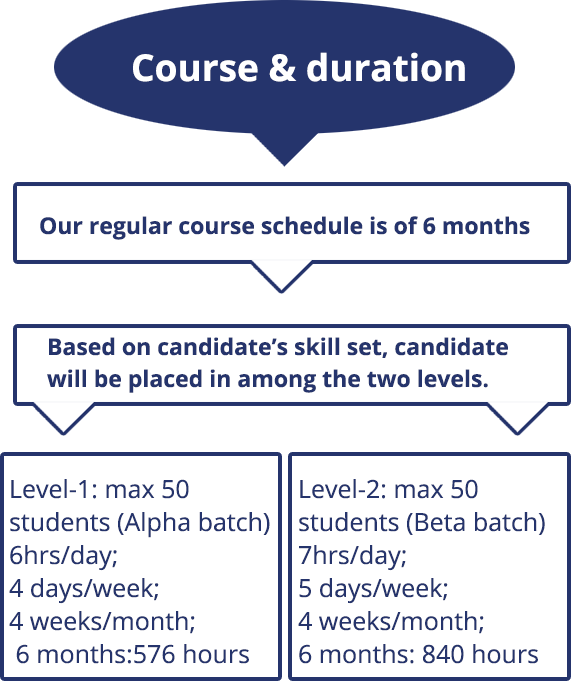 Course & duration
Our regular course schedule is of 6 months
Based on candidate’s skill set, candidate
will be placed in among the two levels.
Level-1: max 50
students (Alpha batch)
6hrs/day;
4 days/week;
4 weeks/month;
6 months:576 hours
Level-2: max 50
students (Beta batch)
7hrs/day;
5 days/week;
4 weeks/month;
6 months: 840 hours